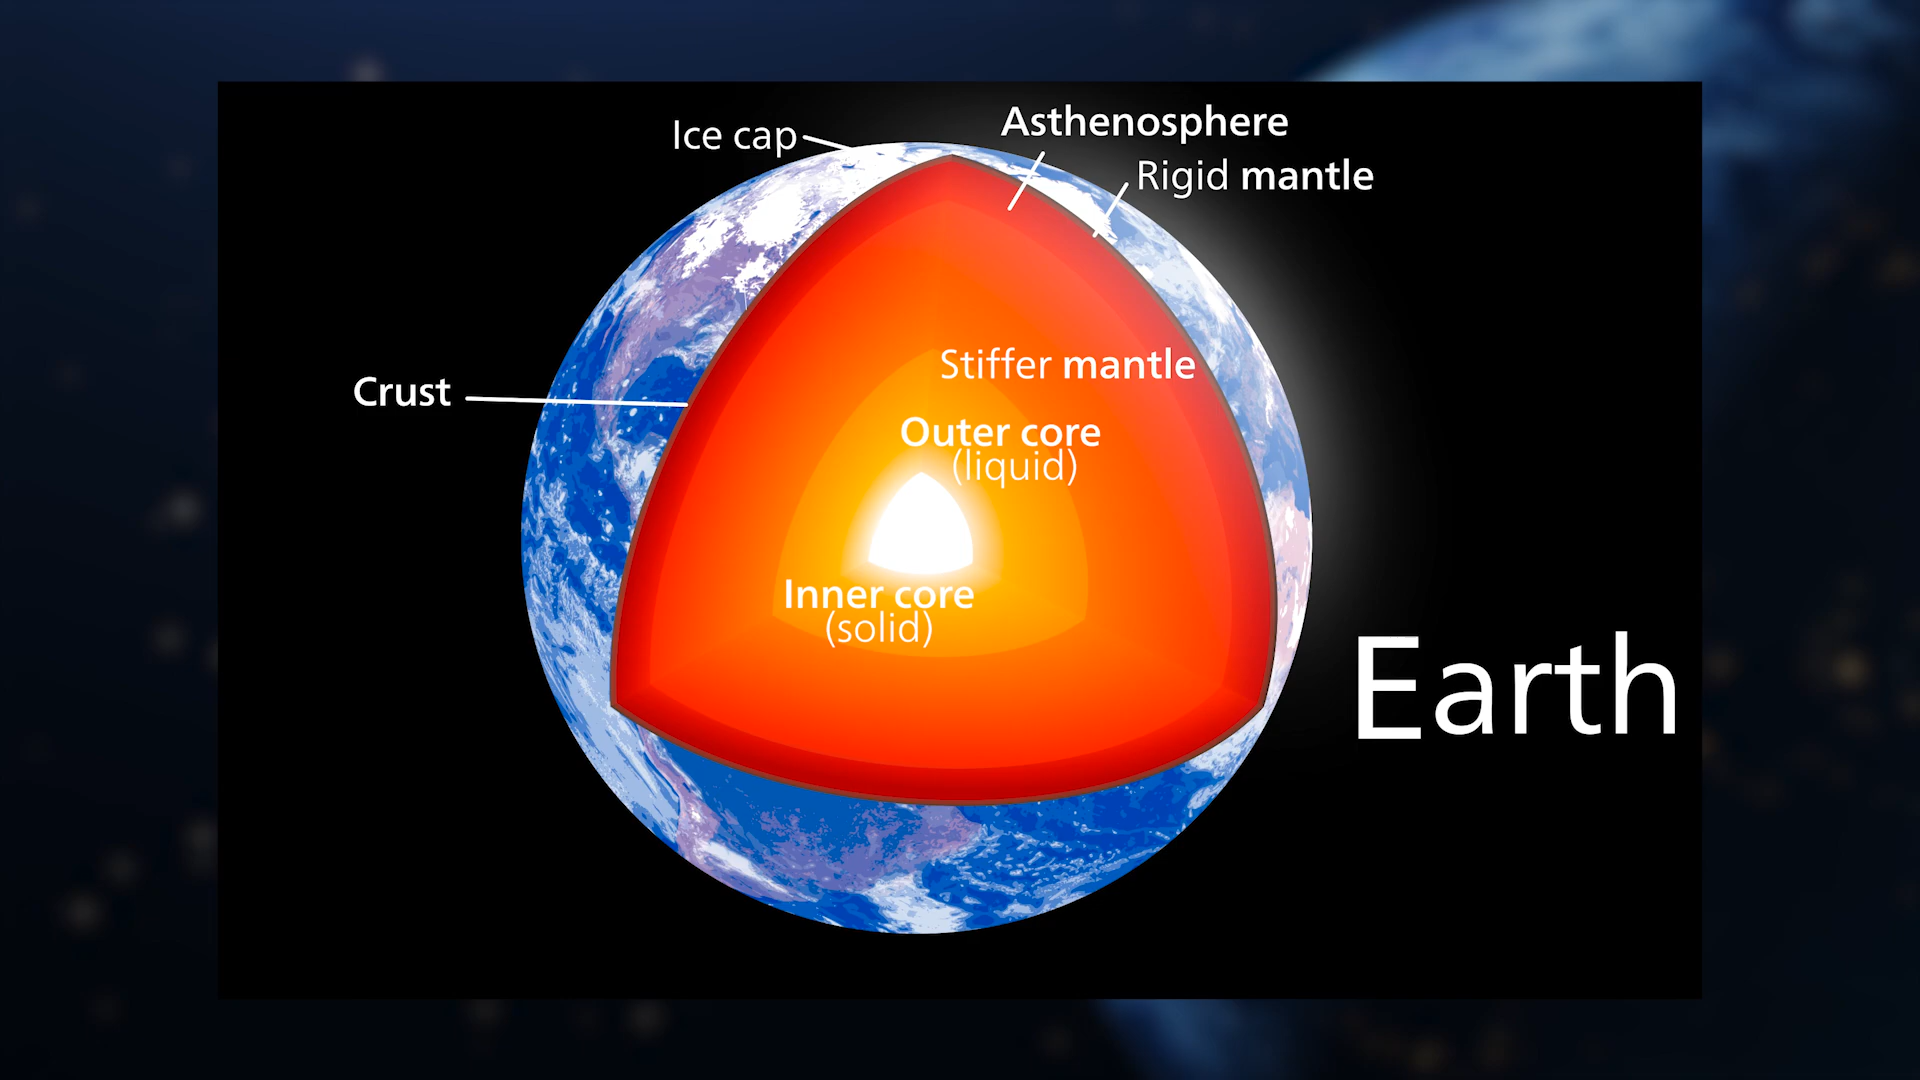 Ice cap
Asthenosphere
Rigid mantle
Stiffer mantle
Crust
Outer core
(liquid)
Inner core
(solid)
Earth